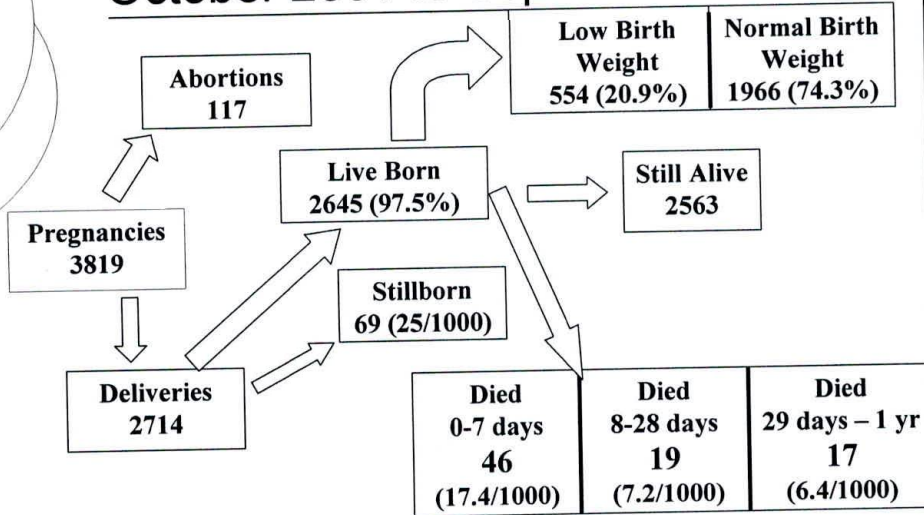 Low Birth
Weight
554 (20.9%)
Normal Birth
Weight
1966 (74.3%)
Abortions
117
Live Born
2645 (97.5%)
Still Alive
2563
Pregnancies
3819
Stillborn
69 (25/1000)
Deliveries
2714
Died
0-7 days
46
(17.4/1000)
Died
8-28 days
19
(7.2/1000)
Died
29 days – 1 yr
17
(6.4/1000)